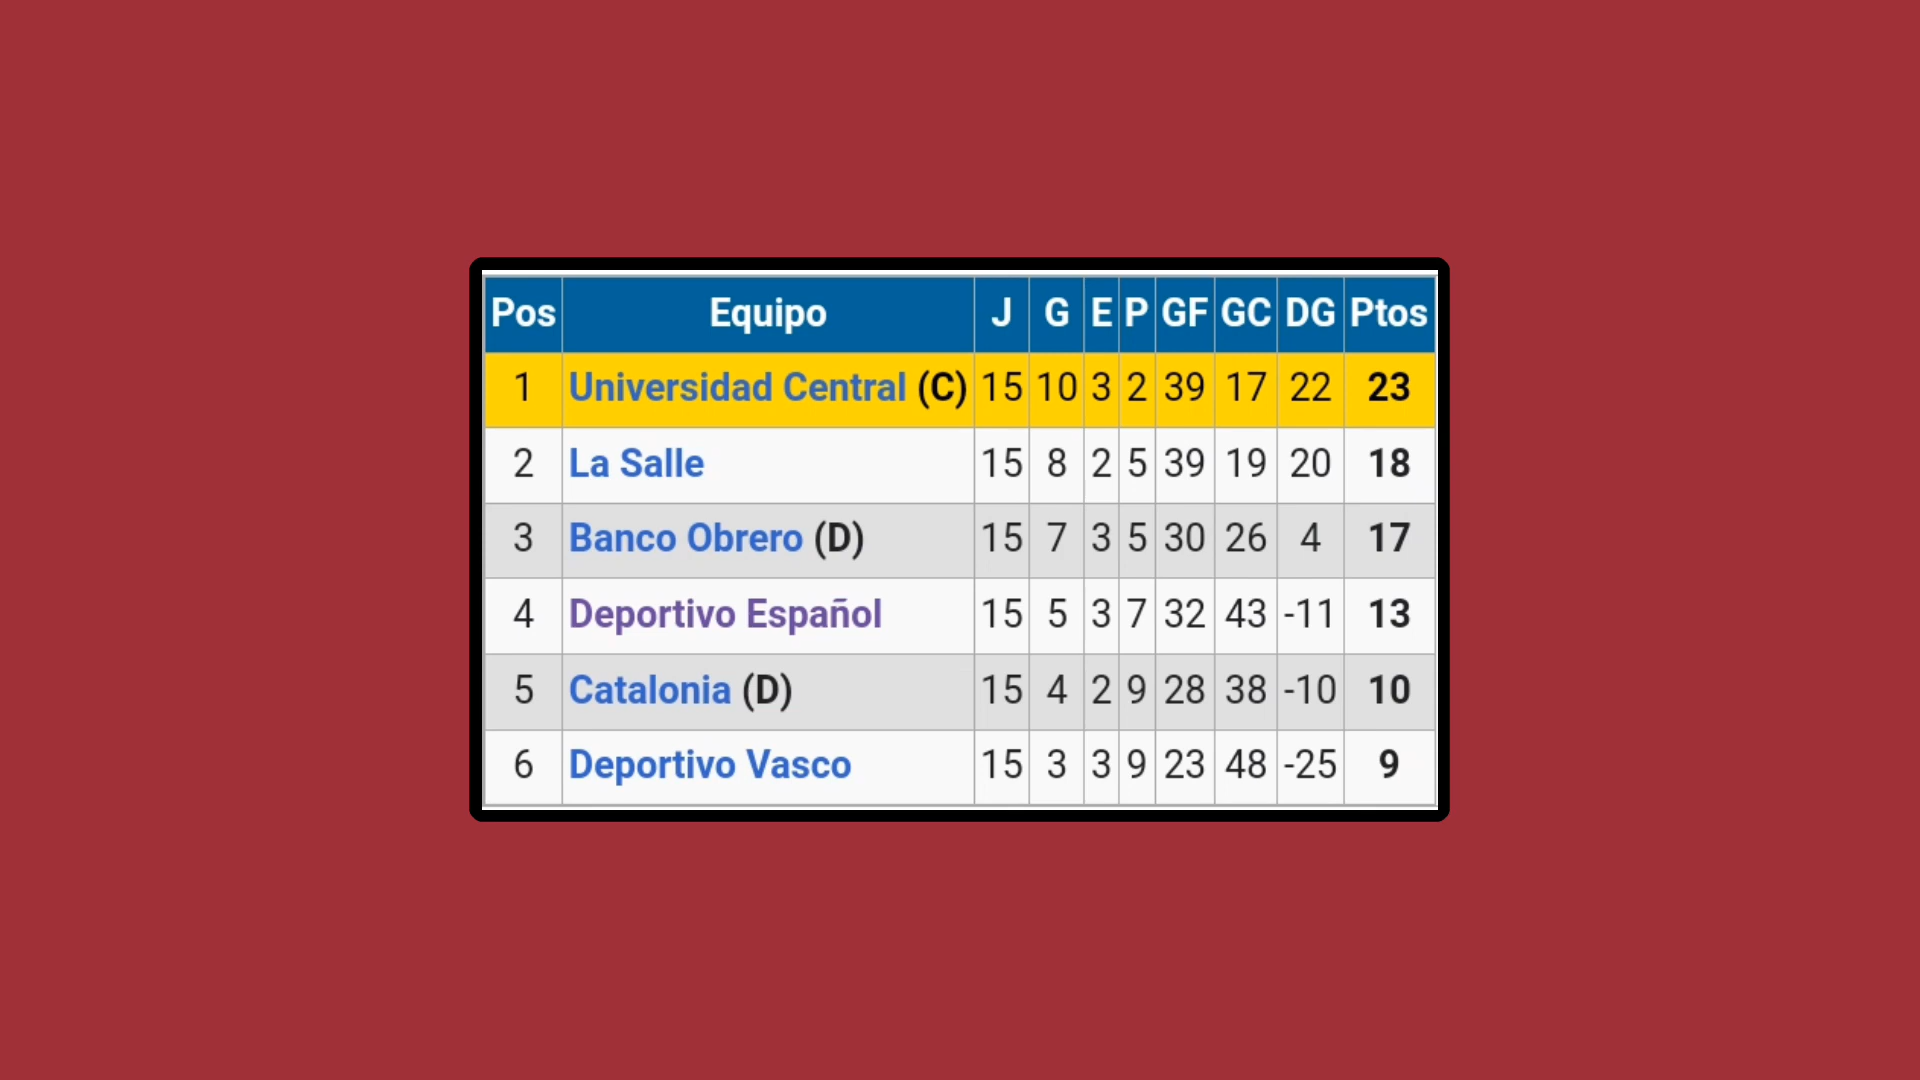 Pos Equipo J G E P GF GC DG Ptos
1 Universidad Central (C) 15 10 3 2 39 17 22 23
2 La Salle 15 8 2 5 39 19 20 18
3 Banco Obrero (D) 15 7 3 5 30 26 4 17
4 Deportivo Español 15 5 3 7 32 43 -11 13
5 Catalonia (D) 15 4 2 9 28 38 -10 10
6 Deportivo Vasco 15 3 3 9 23 48 -25 9